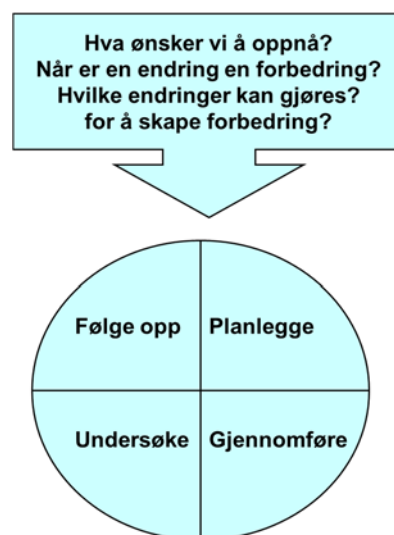 Hva ønsker vi å oppnå?
Når er en endring en forbedring?
Hvilke endringer kan gjøres?
for å skape forbedring?
Følge opp
Planlegge
Undersøke
Gjennomføre